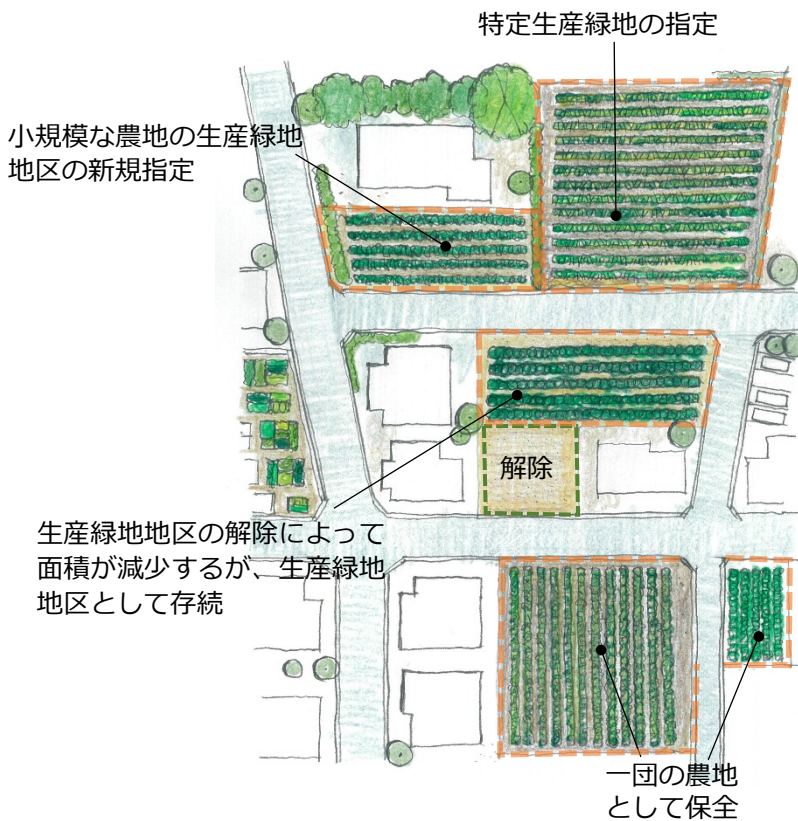 特定生産緑地の指定
小規模な農地の生産緑地
地区の新規指定
解除
生産緑地地区の解除によって
面積が減少するが、生産緑地
地区として存続
一団の農地
として保全